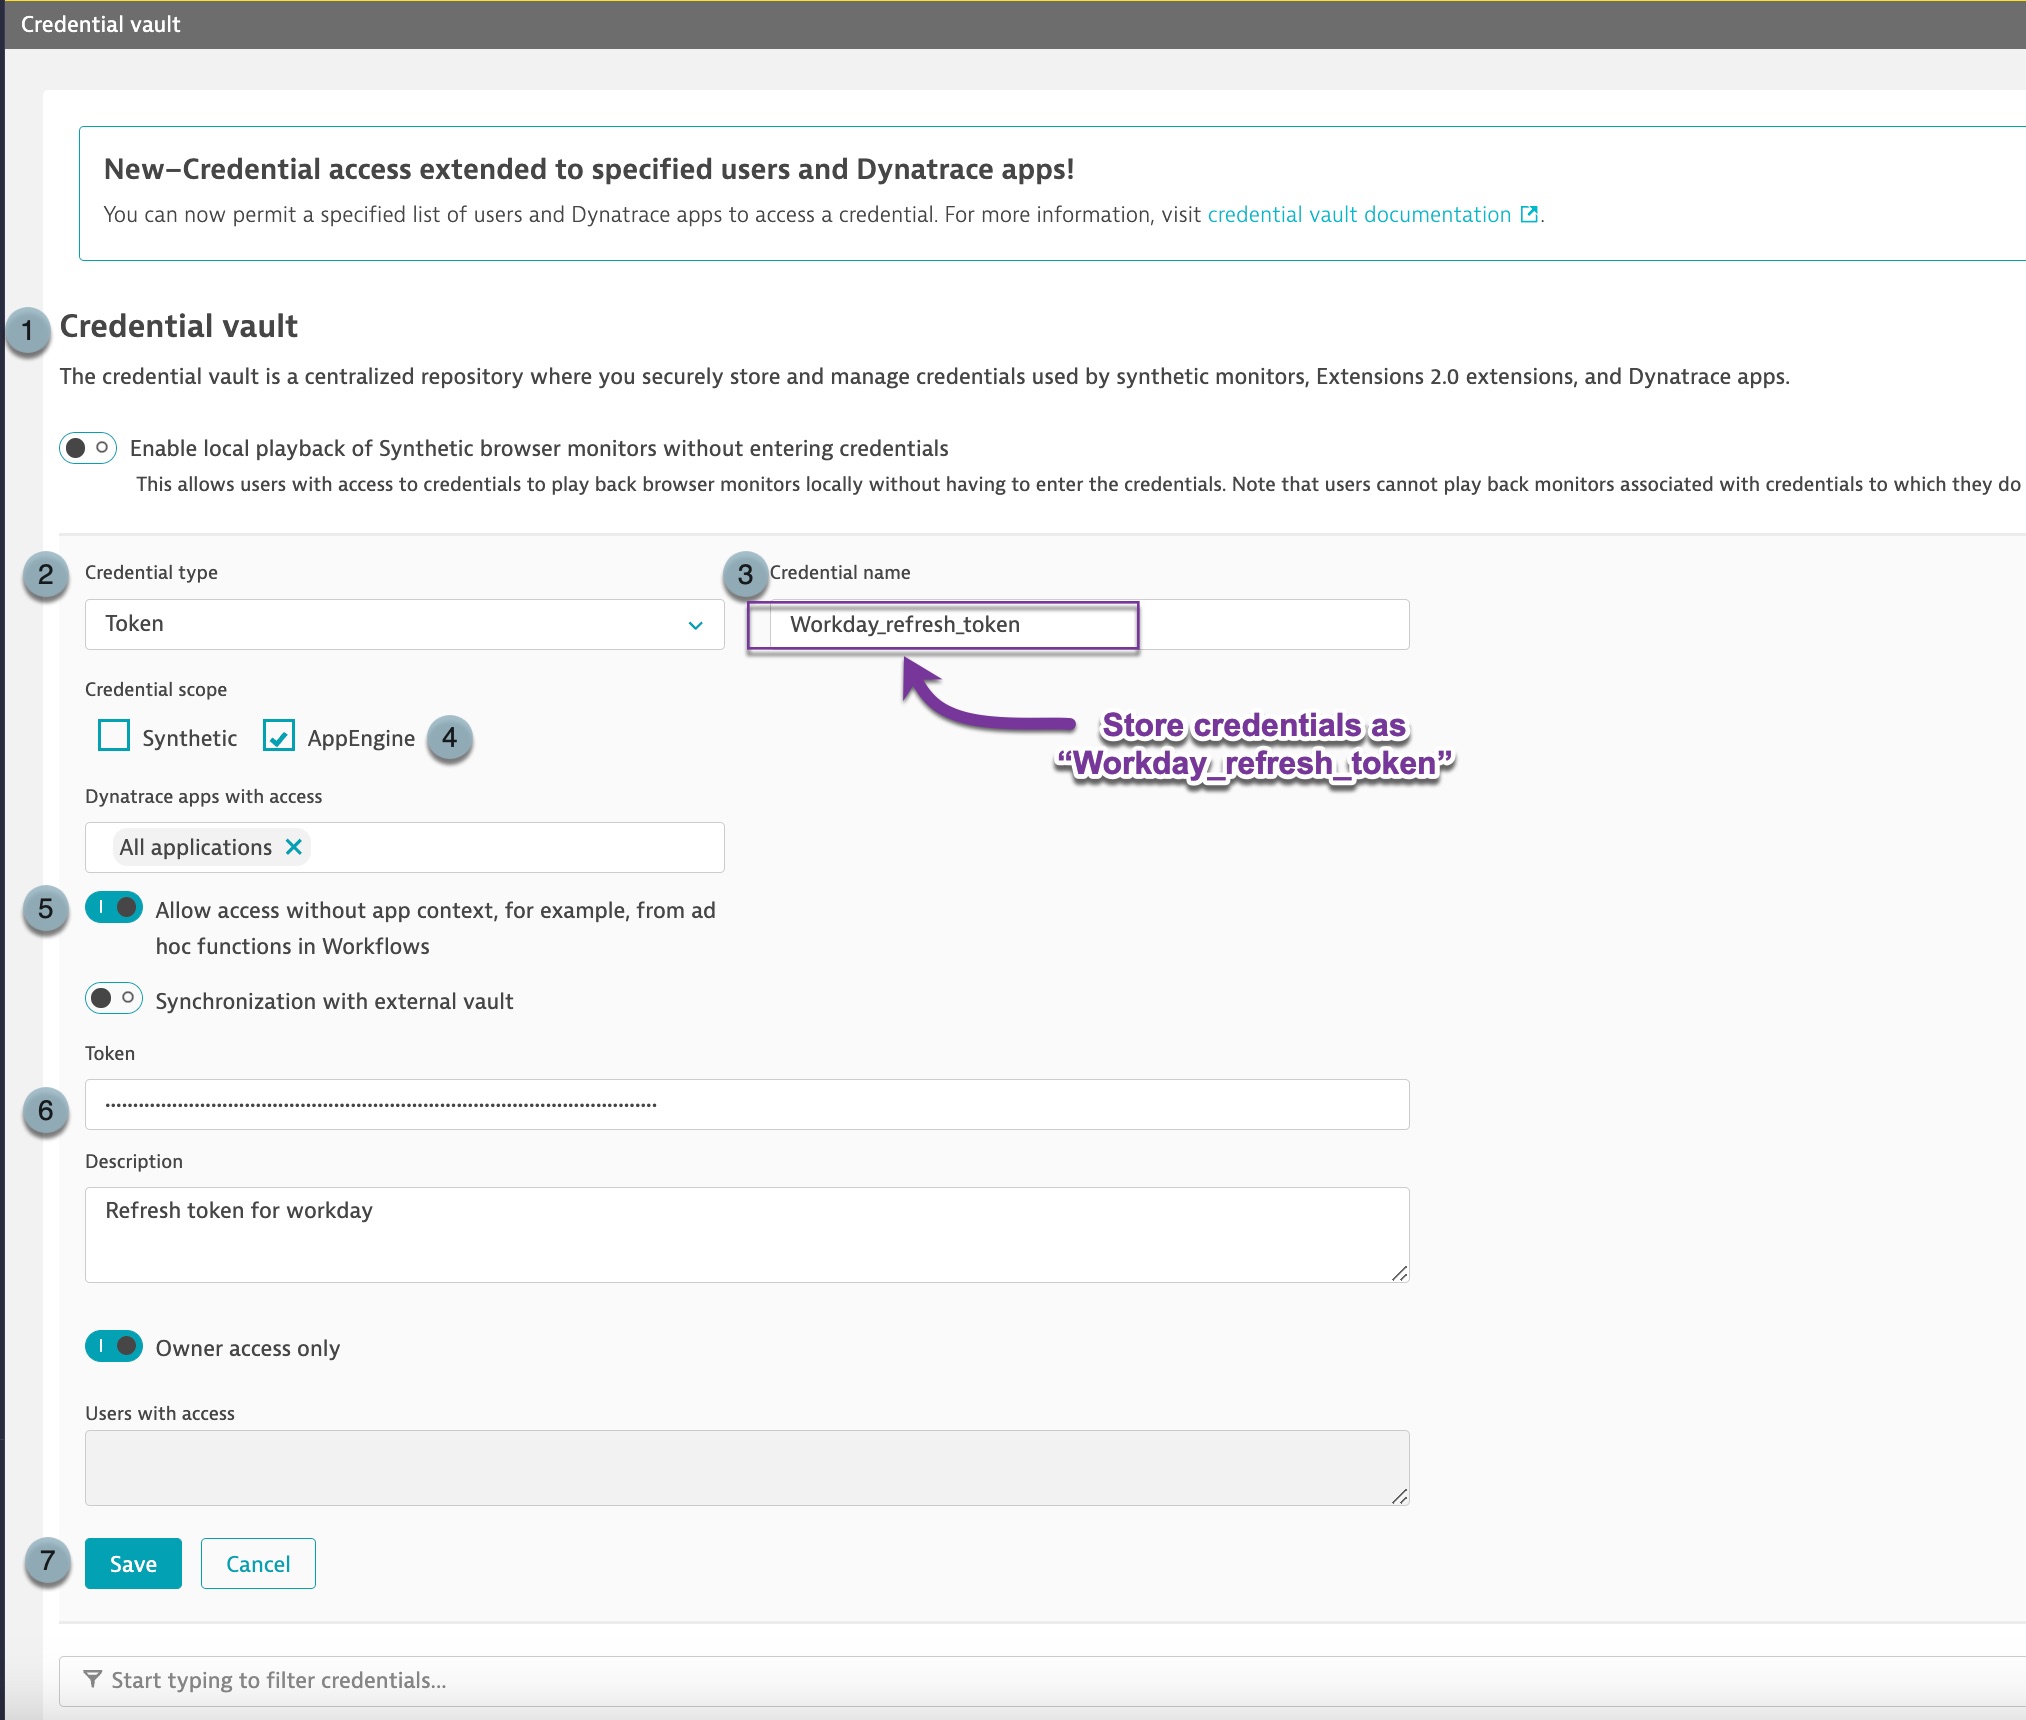 Credential vault
New–Credential access extended to specified users and Dynatrace apps!
You can now permit a specified list of users and Dynatrace apps to access a credential. For more information, visit credential vault documentation.
1 Credential vault
The credential vault is a centralized repository where you securely store and manage credentials used by synthetic monitors, Extensions 2.0 extensions, and Dynatrace apps.
Enable local playback of Synthetic browser monitors without entering credentials
This allows users with access to credentials to play back browser monitors locally without having to enter the credentials. Note that users cannot play back monitors associated with credentials to which they do
2 Credential type
Token
3 Credential name
Workday_refresh_token
Store credentials as
“Workday_refresh_token”
Credential scope
Synthetic
AppEngine 4
Dynatrace apps with access
All applications
5 Allow access without app context, for example, from ad
hoc functions in Workflows
Synchronization with external vault
Token
6
Description
Refresh token for workday
Owner access only
Users with access
7 Save
Cancel
Start typing to filter credentials...